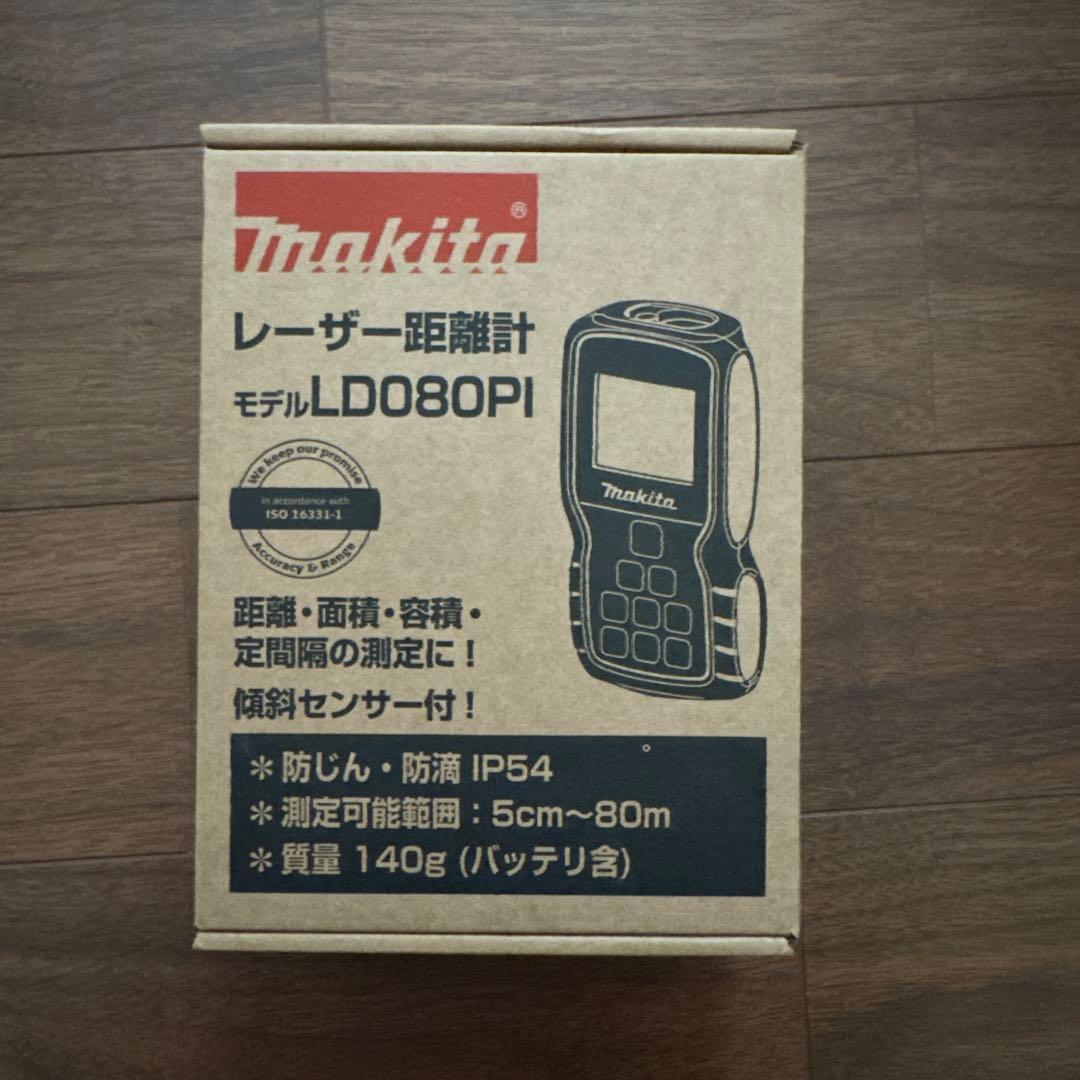 makita®
レーザー距離計
モデルLD080PI
We keep our promise
in accordance with
ISO 16331-1
Accuracy & Range
makita
距離・面積・容積・
定間隔の測定に！
傾斜センサー付！
＊防じん・防滴 IP54
＊測定可能範囲：5cm〜80m
＊質量 140g (バッテリ含)